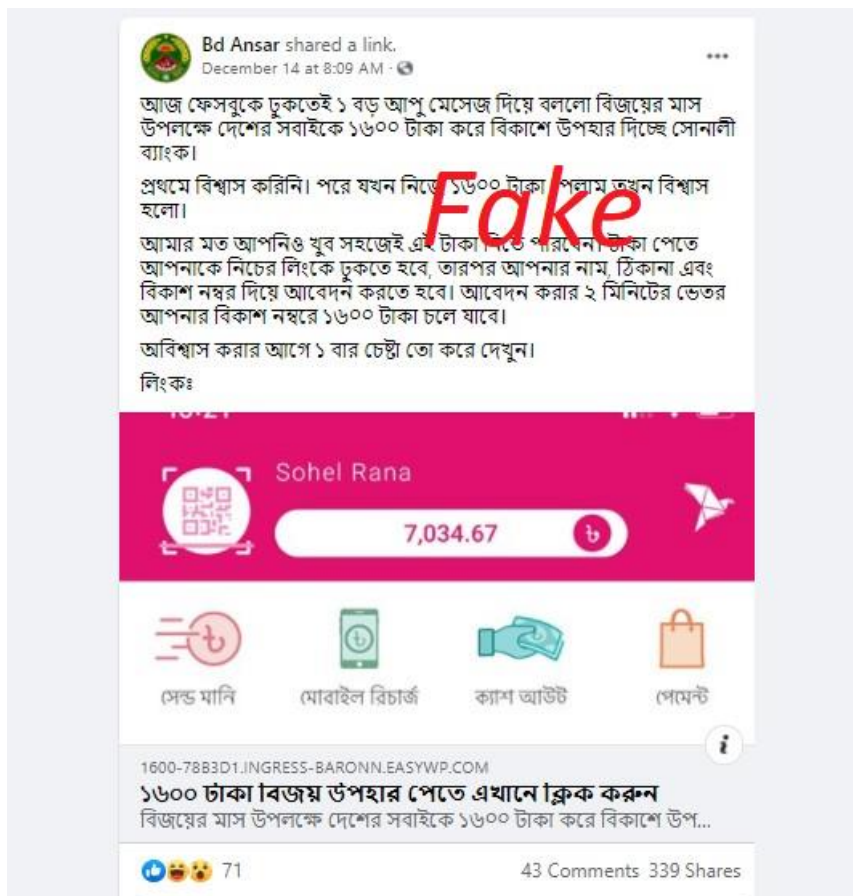 Bd Ansar shared a link.
December 14 at 8:09 AM
আজ ফেসবুকে ঢুকতেই ১ বড় আপু মেসেজ দিয়ে বললো বিজয়ের মাস
উপলক্ষে দেশের সবাইকে ১৬০০ টাকা করে বিকাশে উপহার দিচ্ছে সোনালী
ব্যাংক।
প্রথমে বিশ্বাস করিনি। পরে যখন নিজে ১৬০০ টাকা পেলাম তখন বিশ্বাস
হলো।
Fake
আমার মত আপনিও খুব সহজেই এই টাকা নিতে পারবেন। টাকা পেতে
আপনাকে নিচের লিংকে ঢুকতে হবে, তারপর আপনার নাম, ঠিকানা এবং
বিকাশ নম্বর দিয়ে আবেদন করতে হবে। আবেদন করার ২ মিনিটের ভেতর
আপনার বিকাশ নম্বরে ১৬০০ টাকা চলে যাবে।
অবিশ্বাস করার আগে ১ বার চেষ্টা তো করে দেখুন।
লিংকঃ
Sohel Rana
7,034.67 ৳
সেন্ড মানি মোবাইল রিচার্জ ক্যাশ আউট পেমেন্ট
1600-78B3D1.INGRESS-BARONN.EASYWP.COM
১৬০০ টাকা বিজয় উপহার পেতে এখানে ক্লিক করুন
বিজয়ের মাস উপলক্ষে দেশের সবাইকে ১৬০০ টাকা করে বিকাশে উপ...
71 43 Comments 339 Shares